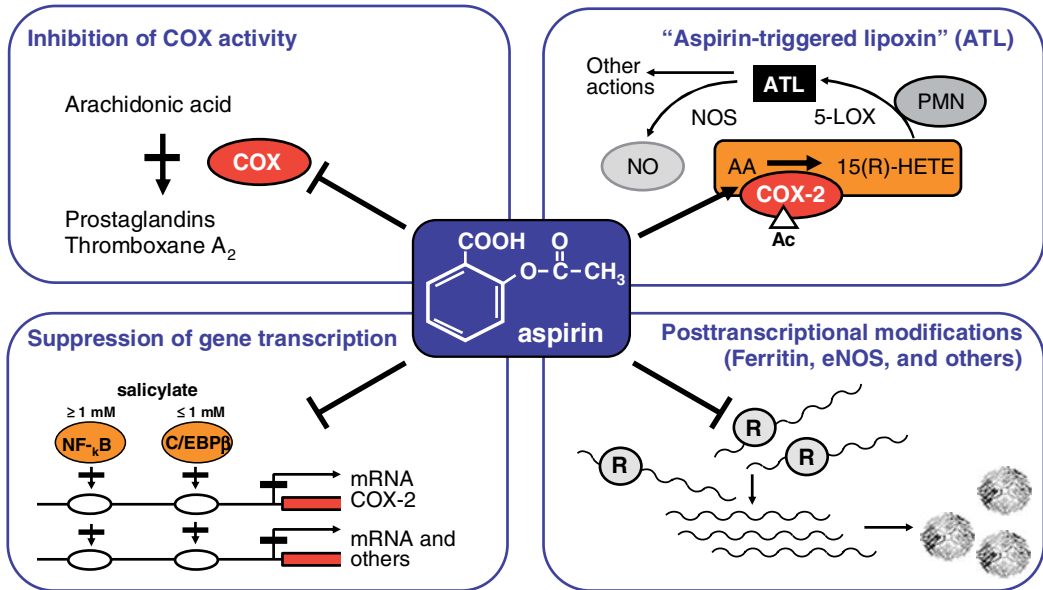 Inhibition of COX activity
Arachidonic acid
COX
Prostaglandins
Thromboxane A₂
“Aspirin-triggered lipoxin” (ATL)
Other
actions
ATL
PMN
NOS
5-LOX
NO
AA
15(R)-HETE
COX-2
Ac
COOH
O
O–C–CH₃
aspirin
Suppression of gene transcription
salicylate
≥ 1 mM
≤ 1 mM
NF-κB
C/EBPβ
mRNA
COX-2
mRNA and
others
Posttranscriptional modifications
(Ferritin, eNOS, and others)
R
R
R